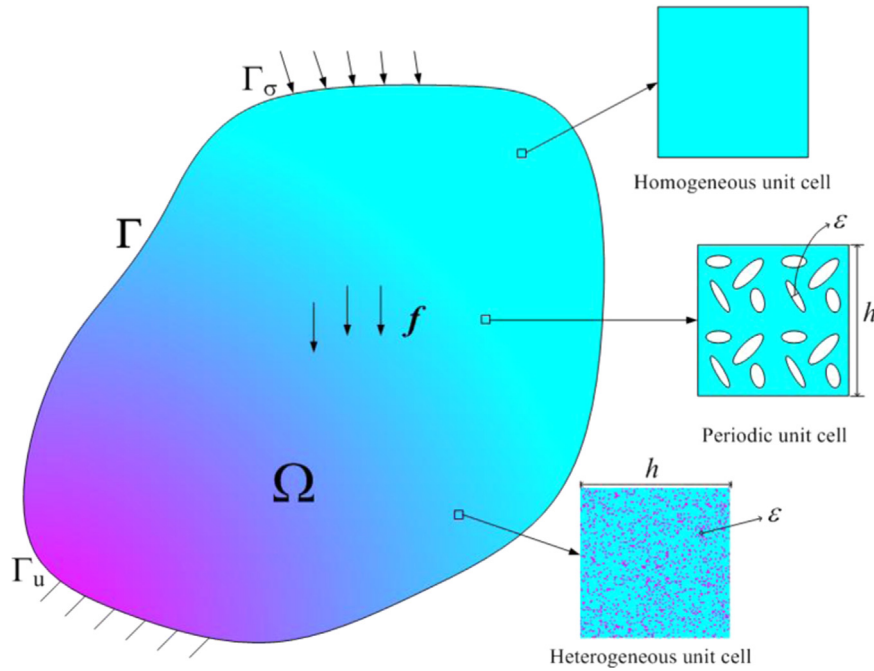 Γσ
Homogeneous unit cell
Γ
ε
f
h
Periodic unit cell
h
Ω
ε
Γu
Heterogeneous unit cell